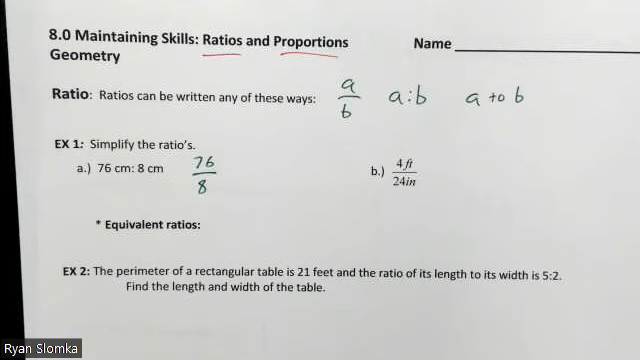 8.0 Maintaining Skills: Ratios and Proportions Name
Geometry
Ratio: Ratios can be written any of these ways: a/b a:b a to b
EX 1: Simplify the ratio's.
a.) 76 cm: 8 cm 76/8 b.) 4 ft/24in
* Equivalent ratios:
EX 2: The perimeter of a rectangular table is 21 feet and the ratio of its length to its width is 5:2.
Find the length and width of the table.
Ryan Slomka